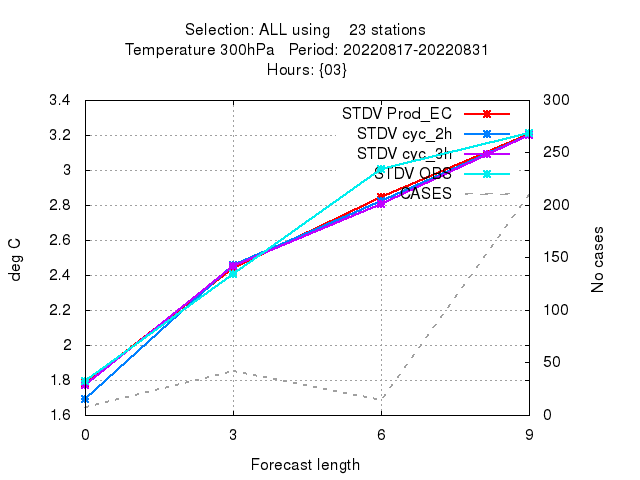 Selection: ALL using 23 stations
Temperature 300hPa Period: 20220817-20220831
Hours: {03}
3.4
3.2
3
2.8
2.6
2.4
2.2
2
1.8
1.6
deg C
STDV Prod_EC
STDV cyc_2h
STDV cyc_3h
STDV OBS
CASES
300
250
200
150
100
50
0
No cases
0 3 6 9
Forecast length